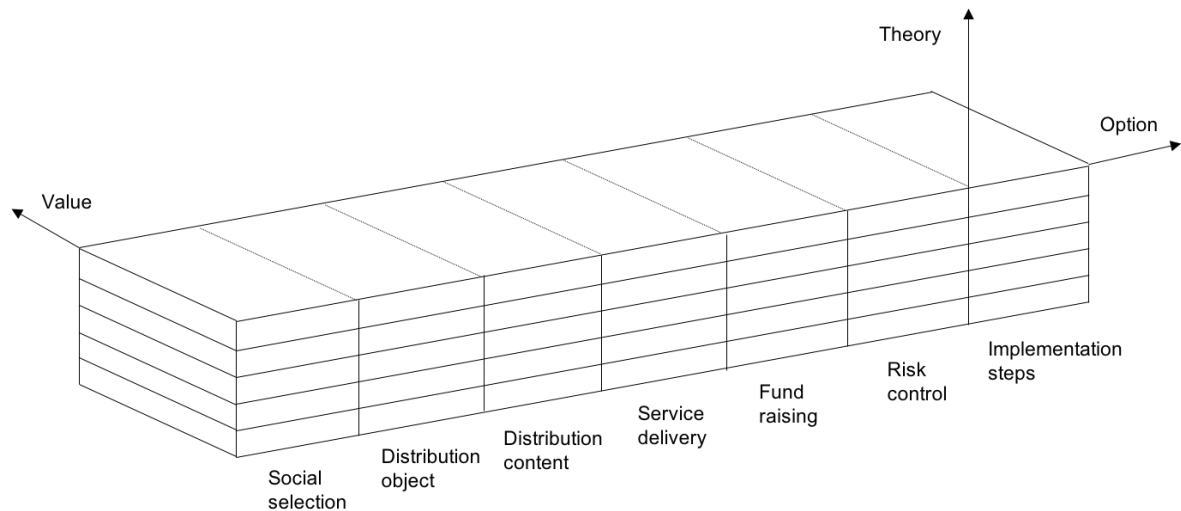 Theory
Option
Value
Implementation
steps
Risk
control
Fund
raising
Service
delivery
Distribution
content
Distribution
object
Social
selection